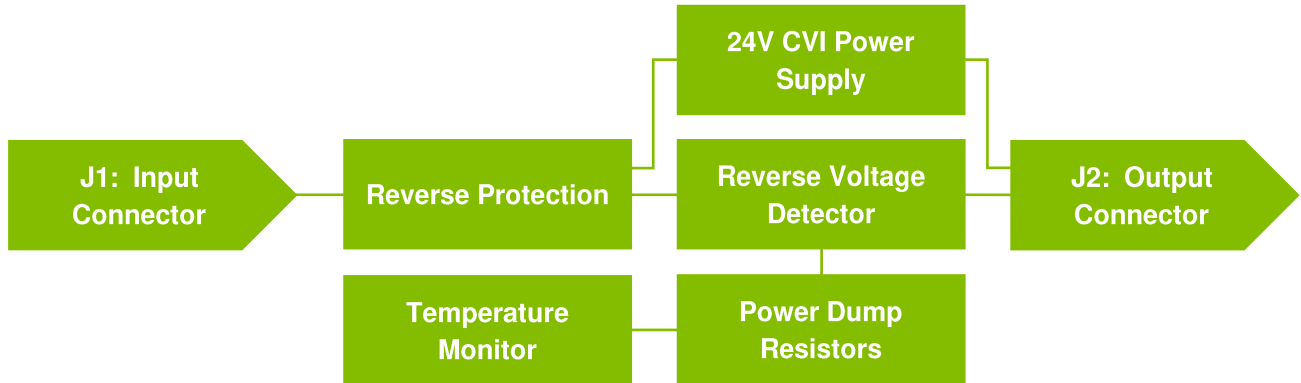 24V CVI Power
Supply
J1: Input
Connector
Reverse Protection
Reverse Voltage
Detector
J2: Output
Connector
Temperature
Monitor
Power Dump
Resistors